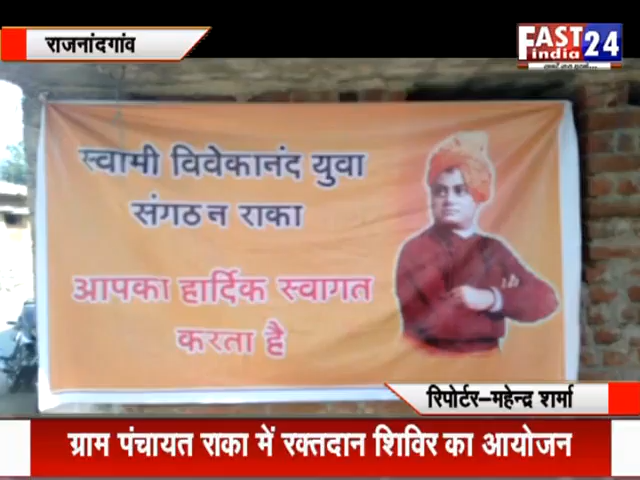 राजनांदगांव
FAST
india 24
स्वामी विवेकानंद युवा
संगठन राका
आपका हार्दिक स्वागत
करता है
रिपोर्टर–महेन्द्र शर्मा
ग्राम पंचायत राका में रक्तदान शिविर का आयोजन